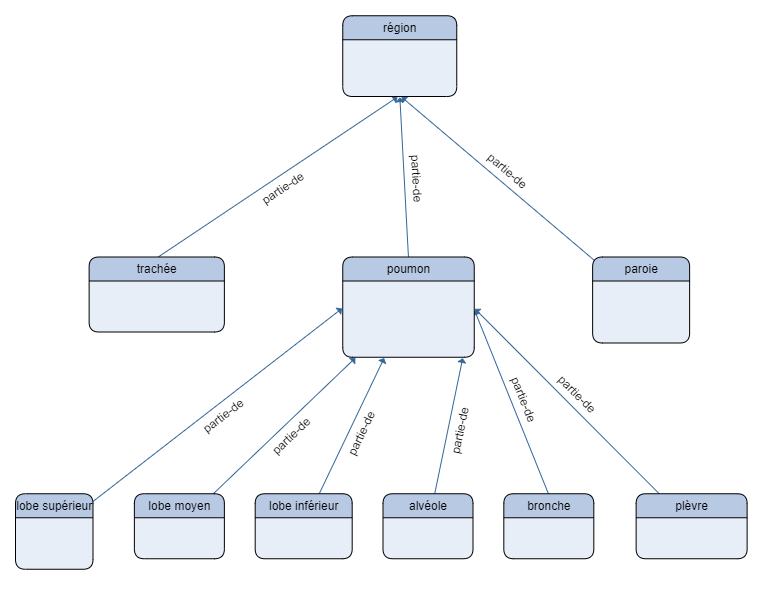 région
partie-de
partie-de
partie-de
trachée
poumon
paroie
partie-de
partie-de
partie-de
partie-de
partie-de
partie-de
lobe supérieur
lobe moyen
lobe inférieur
alvéole
bronche
plèvre